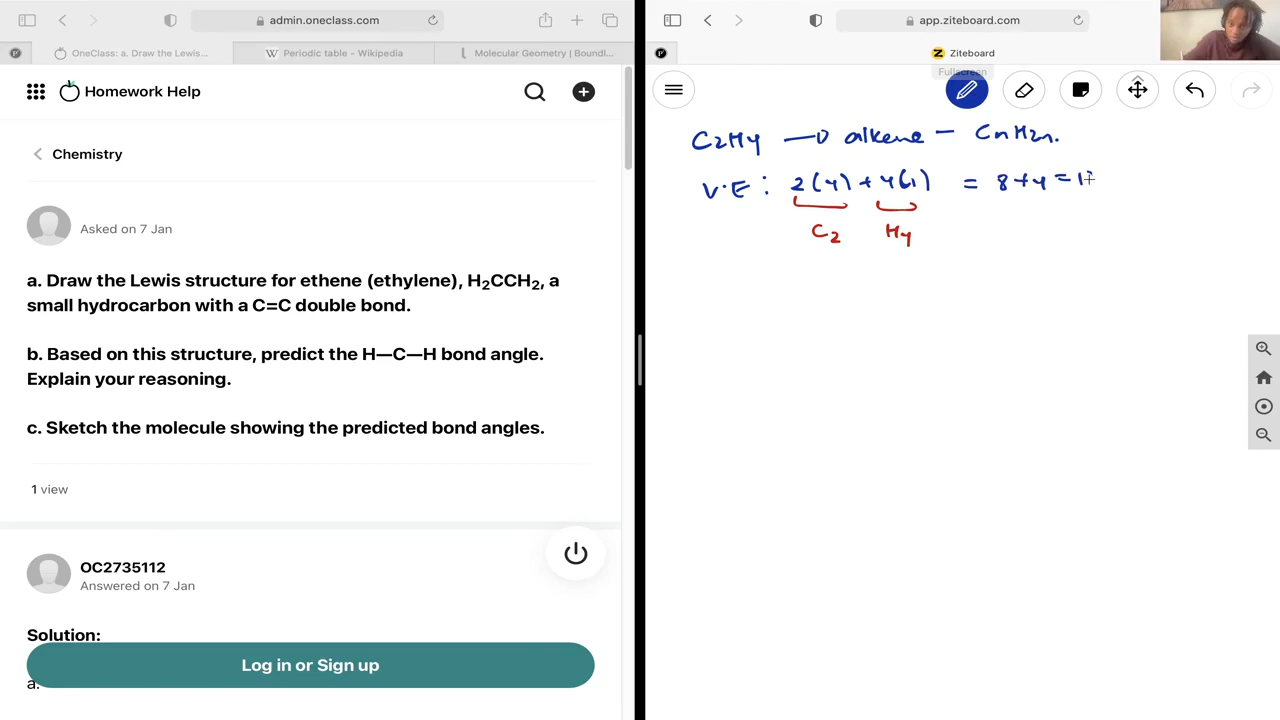 admin.oneclass.com
OneClass: a. Draw the Lewis...
Periodic table - Wikipedia
Molecular Geometry | Boundl...
Homework Help
Chemistry
Asked on 7 Jan
a. Draw the Lewis structure for ethene (ethylene), H₂CCH₂, a
small hydrocarbon with a C=C double bond.
b. Based on this structure, predict the H—C—H bond angle.
Explain your reasoning.
c. Sketch the molecule showing the predicted bond angles.
1 view
OC2735112
Answered on 7 Jan
Solution:
Log in or Sign up
a.
app.ziteboard.com
Ziteboard
Fullscreen
C2H4 → alkene - CnH2n.
V.E : 2(4) + 4(1) = 8+4=1
C2 H4